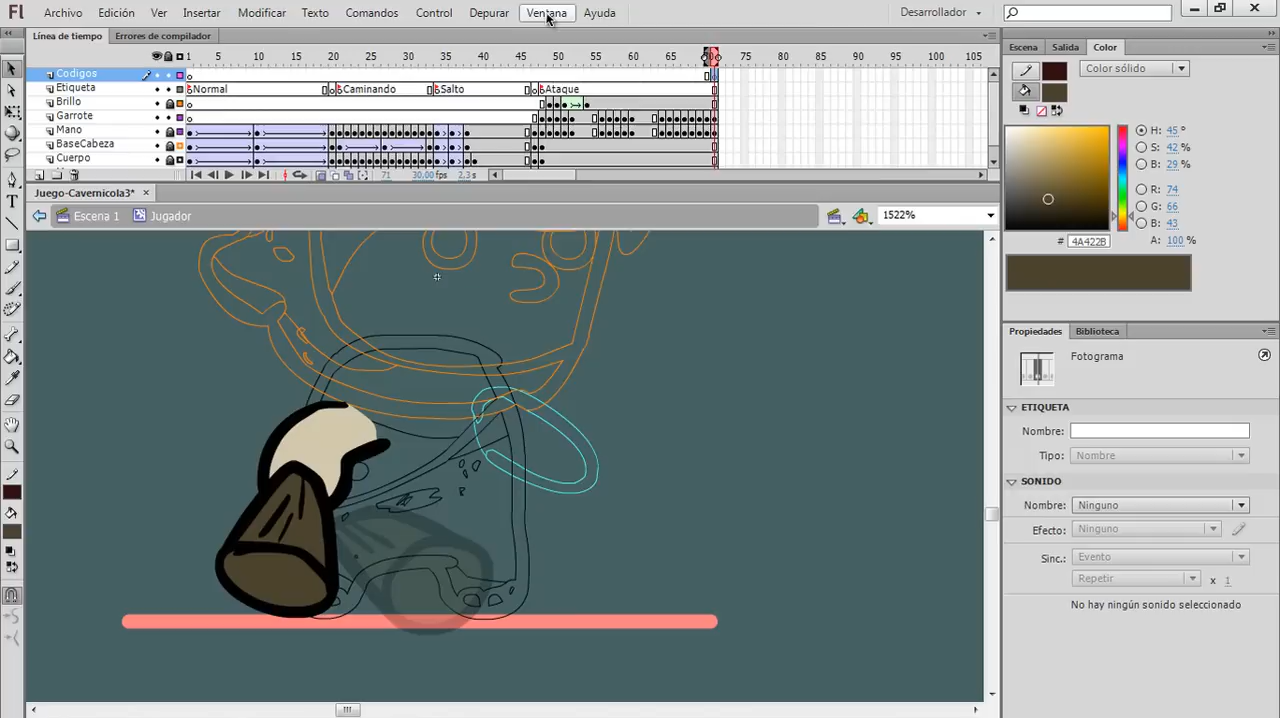 Fl Archivo Edición Ver Insertar Modificar Texto Comandos Control Depurar Ventana Ayuda Desarrollador
Línea de tiempo Errores de compilador
1 5 10 15 20 25 30 35 40 45 50 55 60 65 70 75 80 85 90 95 100 105
Codigos
Etiqueta Normal Caminando Salto Ataque
Brillo
Garrote
Mano
BaseCabeza
Cuerpo
71 30,00 fps 2,3 s
Juego-Cavernicola3* ×
Escena 1 Jugador 1522%
Escena Salida Color
Color sólido
H: 45 °
S: 42 %
B: 29 %
R: 74
G: 66
B: 43
# 4A422B A: 100 %
Propiedades Biblioteca
Fotograma
ETIQUETA
Nombre:
Tipo: Nombre
SONIDO
Nombre: Ninguno
Efecto: Ninguno
Sinc.: Evento
Repetir x 1
No hay ningún sonido seleccionado